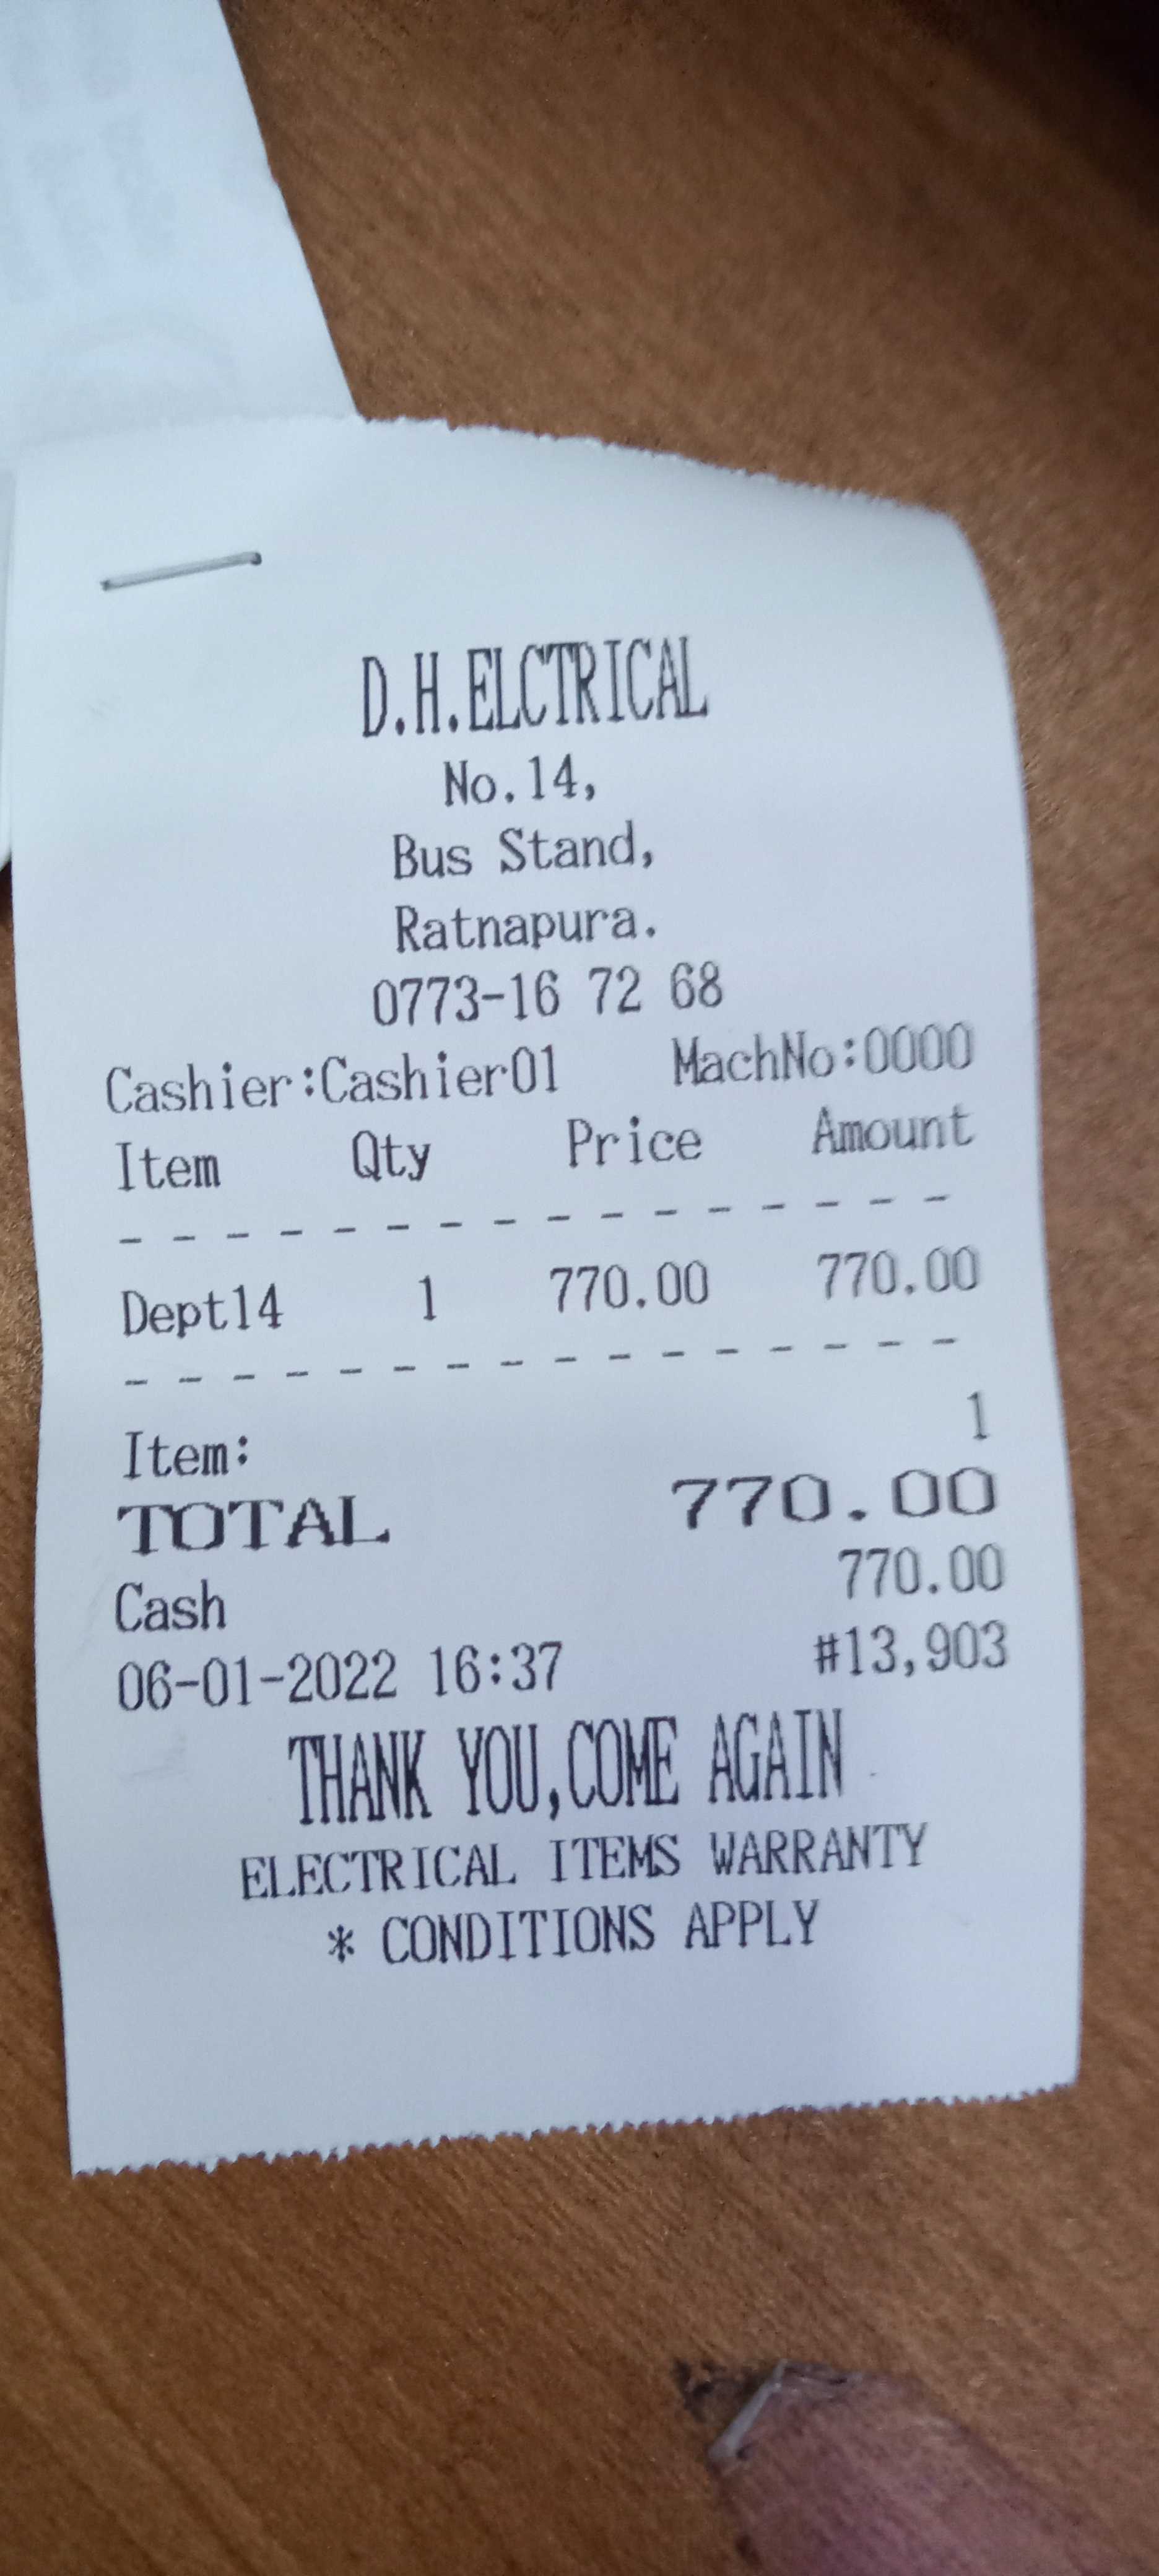 D.H.ELCTRICAL
No.14,
Bus Stand,
Ratnapura.
0773-16 72 68
Cashier:Cashier01 MachNo:0000
Item Qty Price Amount
- - - - - - - - - - - - - - - -
Dept14 1 770.00 770.00
- - - - - - - - - - - - - - - -
Item: 1
TOTAL 770.00
Cash 770.00
06-01-2022 16:37 #13,903
THANK YOU,COME AGAIN
ELECTRICAL ITEMS WARRANTY
* CONDITIONS APPLY